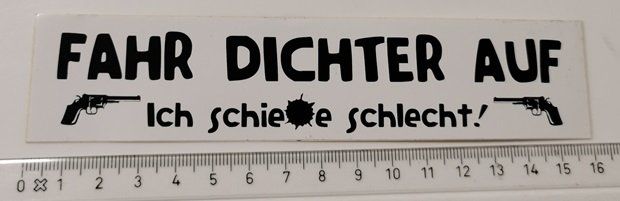 FAHR DICHTER AUF
Ich schie e schlecht!
0 1 2 3 4 5 6 7 8 9 10 11 12 13 14 15 16